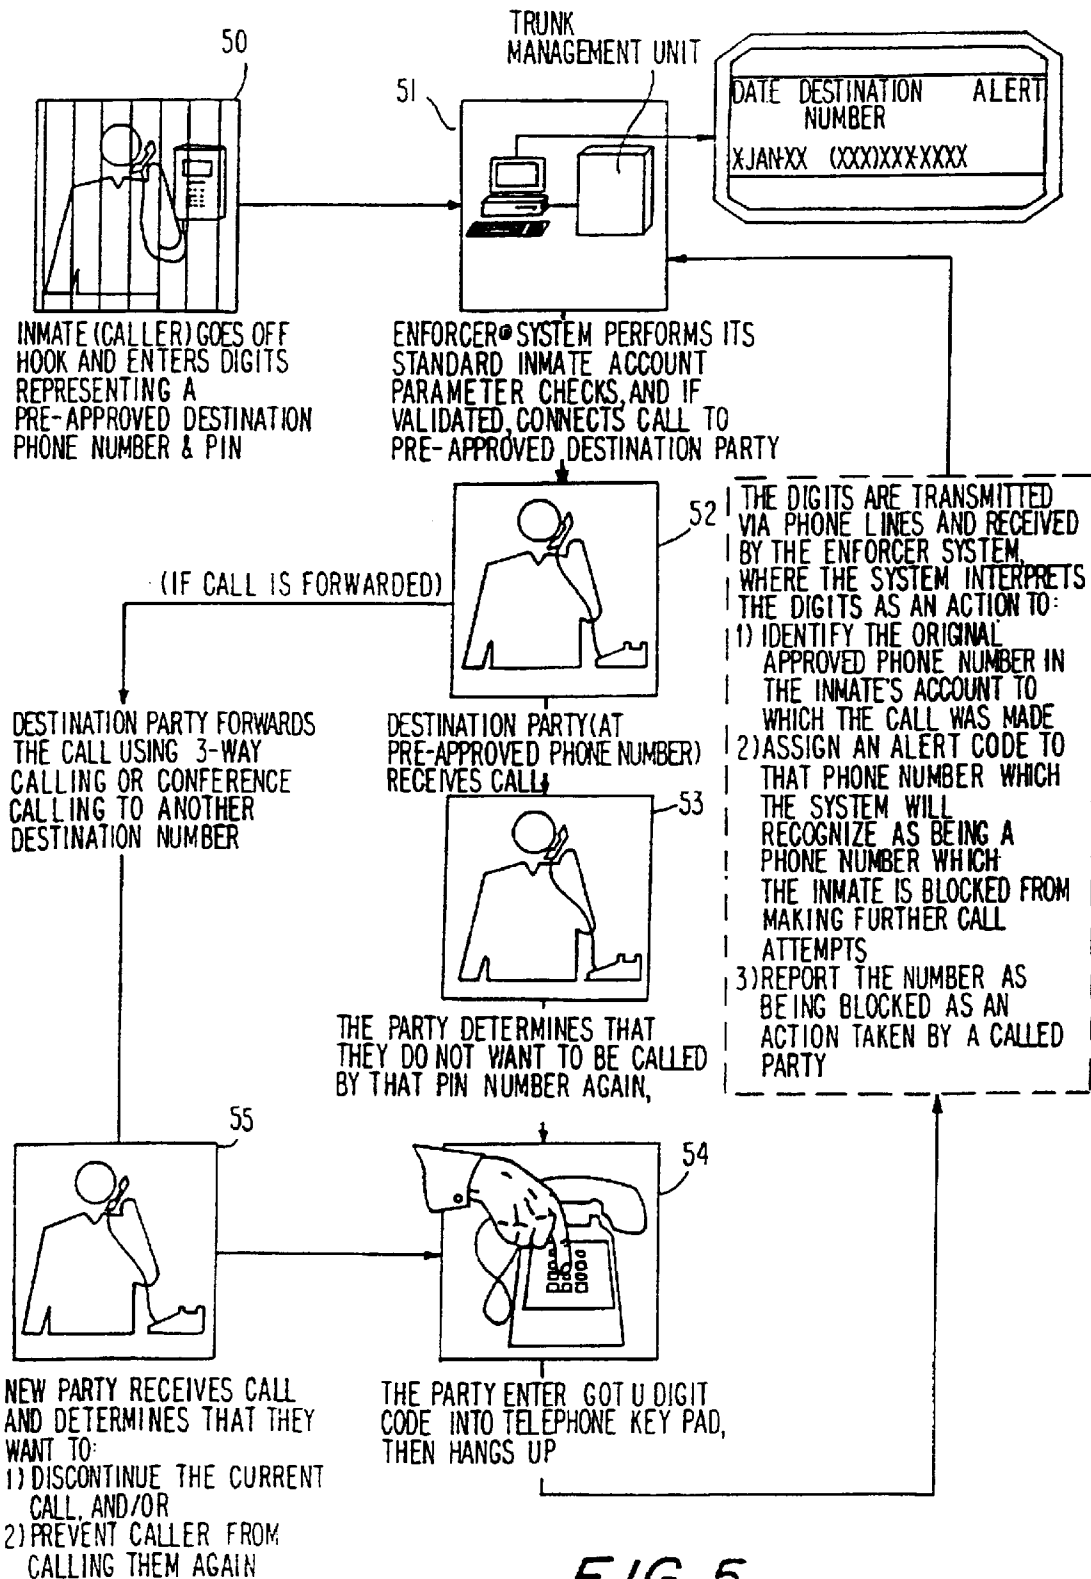 50
TRUNK
MANAGEMENT UNIT
51
DATE DESTINATION ALERT
NUMBER
X-JAN-XX (XXX)XXX-XXXX
INMATE (CALLER) GOES OFF
HOOK AND ENTERS DIGITS
REPRESENTING A
PRE-APPROVED DESTINATION
PHONE NUMBER & PIN
ENFORCER® SYSTEM PERFORMS ITS
STANDARD INMATE ACCOUNT
PARAMETER CHECKS, AND IF
VALIDATED, CONNECTS CALL TO
PRE-APPROVED DESTINATION PARTY
52
(IF CALL IS FORWARDED)
DESTINATION PARTY FORWARDS
THE CALL USING 3-WAY
CALLING OR CONFERENCE
CALLING TO ANOTHER
DESTINATION NUMBER
DESTINATION PARTY (AT
PRE-APPROVED PHONE NUMBER)
RECEIVES CALL
53
THE PARTY DETERMINES THAT
THEY DO NOT WANT TO BE CALLED
BY THAT PIN NUMBER AGAIN,
THE DIGITS ARE TRANSMITTED
VIA PHONE LINES AND RECEIVED
BY THE ENFORCER SYSTEM,
WHERE THE SYSTEM INTERPRETS
THE DIGITS AS AN ACTION TO:
1) IDENTIFY THE ORIGINAL
APPROVED PHONE NUMBER IN
THE INMATE'S ACCOUNT TO
WHICH THE CALL WAS MADE
2) ASSIGN AN ALERT CODE TO
THAT PHONE NUMBER WHICH
THE SYSTEM WILL
RECOGNIZE AS BEING A
PHONE NUMBER WHICH
THE INMATE IS BLOCKED FROM
MAKING FURTHER CALL
ATTEMPTS
3) REPORT THE NUMBER AS
BEING BLOCKED AS AN
ACTION TAKEN BY A CALLED
PARTY
55
54
NEW PARTY RECEIVES CALL
AND DETERMINES THAT THEY
WANT TO:
1) DISCONTINUE THE CURRENT
CALL, AND/OR
2) PREVENT CALLER FROM
CALLING THEM AGAIN
THE PARTY ENTER GOT U DIGIT
CODE INTO TELEPHONE KEY PAD,
THEN HANGS UP
FIG. 5